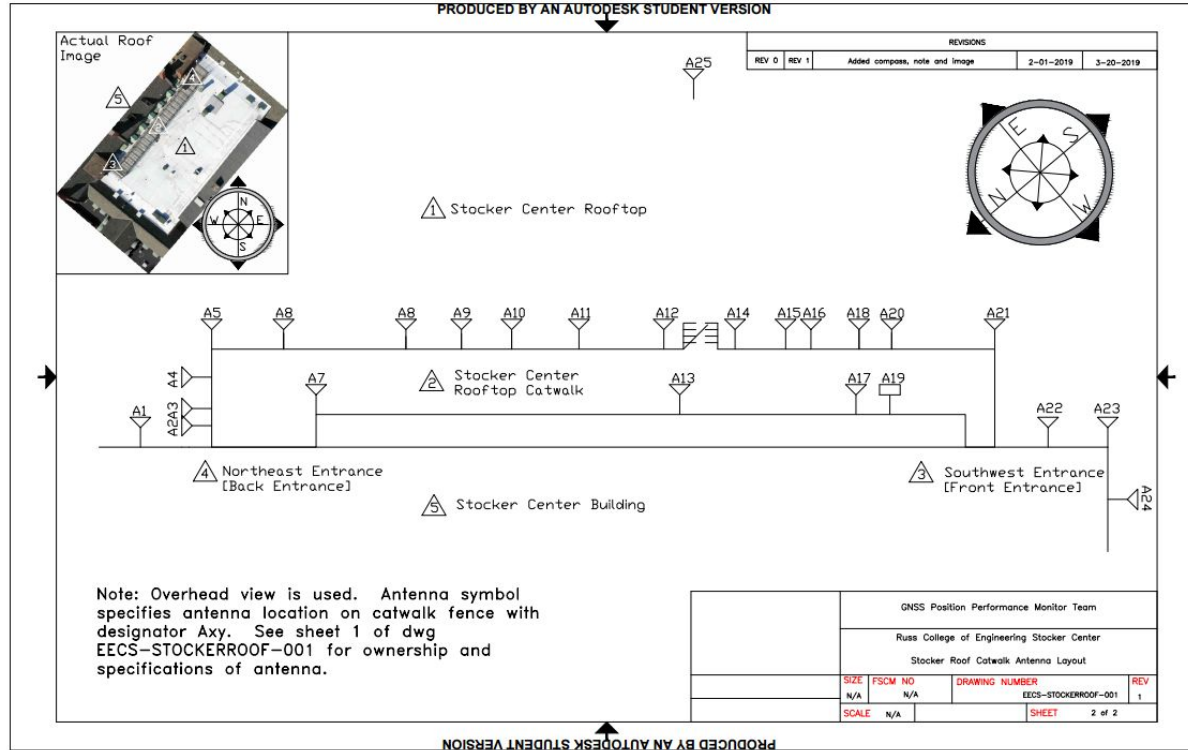 PRODUCED BY AN AUTODESK STUDENT VERSION
Actual Roof
Image
5
4
2
1
3
N
W
E
S
A25
REVISIONS
REV 0 REV 1 Added compass, note and image 2-01-2019 3-20-2019
E
S
N
W
1 Stocker Center Rooftop
A5 A8 A8 A9 A10 A11 A12 A14 A15 A16 A18 A20 A21
A4
A3
A2
A1
A7
2 Stocker Center
Rooftop Catwalk
A13 A17 A19
A22 A23
A24
4 Northeast Entrance
[Back Entrance]
3 Southwest Entrance
[Front Entrance]
5 Stocker Center Building
Note: Overhead view is used. Antenna symbol
specifies antenna location on catwalk fence with
designator Axy. See sheet 1 of dwg
EECS-STOCKERROOF-001 for ownership and
specifications of antenna.
GNSS Position Performance Monitor Team
Russ College of Engineering Stocker Center
Stocker Roof Catwalk Antenna Layout
SIZE FSCM NO DRAWING NUMBER REV
N/A N/A EECS-STOCKERROOF-001 1
SCALE N/A SHEET 2 of 2
PRODUCED BY AN AUTODESK STUDENT VERSION